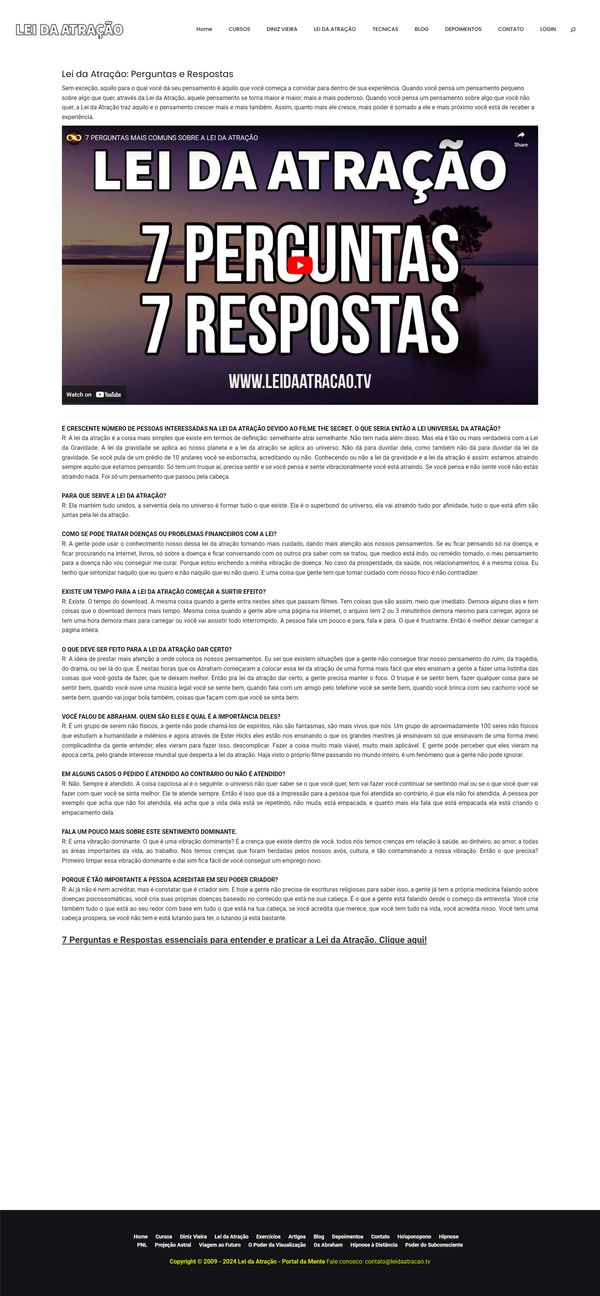 LEI DA ATRAÇÃO
Home CURSOS DINIZ VIEIRA LEI DA ATRAÇÃO TECNICAS BLOG DEPOIMENTOS CONTATO LOGIN
Lei da Atração: Perguntas e Respostas
Sem exceção, aquilo para o qual você dá seu pensamento é aquilo que você começa a convidar para dentro de sua experiência. Quando você pensa um pensamento pequeno
sobre algo que quer, através da Lei da Atração, aquele pensamento se torna maior e maior, mais e mais poderoso. Quando você pensa um pensamento sobre algo que você não
quer, a Lei da Atração traz aquilo e o pensamento crescer mais e mais também. Assim, quanto mais ele cresce, mais poder é somado a ele e mais próximo você está de receber a
experiência.
7 PERGUNTAS MAIS COMUNS SOBRE A LEI DA ATRAÇÃO
Share
LEI DA ATRAÇÃO
7 PERGUNTAS
7 RESPOSTAS
WWW.LEIDAATRACAO.TV
Watch on YouTube
É CRESCENTE NÚMERO DE PESSOAS INTERESSADAS NA LEI DA ATRAÇÃO DEVIDO AO FILME THE SECRET. O QUE SERIA ENTÃO A LEI UNIVERSAL DA ATRAÇÃO?
R: A lei da atração é a coisa mais simples que existe em termos de definição: semelhante atrai semelhante. Não tem nada além disso. Mas ela é tão ou mais verdadeira com a Lei
da Gravidade. A lei da gravidade se aplica ao nosso planeta e a lei da atração se aplica ao universo. Não dá para duvidar dela, como também não dá para duvidar da lei da
gravidade. Se você pula de um prédio de 10 andares você se esborracha, acreditando ou não. Conhecendo ou não a lei da gravidade e a lei da atração é assim: estamos atraindo
sempre aquilo que estamos pensando. Só tem um truque aí, precisa sentir e se você pensa e sente vibracionalmente você está atraindo. Se você pensa e não sente você não estás
atraindo nada. Foi só um pensamento que passou pela cabeça.
PARA QUE SERVE A LEI DA ATRAÇÃO?
R: Ela mantém tudo unidos, a serventia dela no universo é formar tudo o que existe. Ela é o superbond do universo, ela vai atraindo tudo por afinidade, tudo o que está afim são
juntas pela lei da atração.
COMO SE PODE TRATAR DOENÇAS OU PROBLEMAS FINANCEIROS COM A LEI?
R: A gente pode usar o conhecimento nosso dessa lei da atração tomando mais cuidado, dando mais atenção aos nossos pensamentos. Se eu ficar pensando só na doença, e
ficar procurando na internet, livros, só sobre a doença e ficar conversando com os outros pra saber com se tratou, que medico está indo, ou remédio tomado, o meu pensamento
para a doença não vou conseguir me curar. Porque estou enchendo a minha vibração de doença. No caso da prosperidade, da saúde, nos relacionamentos, é a mesma coisa. Eu
tenho que sintonizar naquilo que eu quero e não naquilo que eu não quero. E uma coisa que gente tem que tomar cuidado com nosso foco é não contradizer.
EXISTE UM TEMPO PARA A LEI DA ATRAÇÃO COMEÇAR A SURTIR EFEITO?
R: Existe. O tempo do download. A mesma coisa quando a gente entra nestes sites que passam filmes. Tem coisas que são assim, meio que imediato. Demora alguns dias e tem
coisas que o download demora mais tempo. Mesma coisa quando a gente abre uma página na internet, o arquivo tem 2 ou 3 minutinhos demora mesmo para carregar, agora se
tem uma hora demora mais para carregar ou você vai assistir todo interrompido. A pessoa fala um pouco e para, fala e pára. O que é frustrante. Então é melhor deixar carregar a
página inteira.
O QUE DEVE SER FEITO PARA A LEI DA ATRAÇÃO DAR CERTO?
R: A ideia de prestar mais atenção a onde coloca os nossos pensamentos. Eu sei que existem situações que a gente não consegue tirar nosso pensamento do ruim, da tragédia,
do drama, ou sei lá do que. É nestas horas que os Abraham começaram a colocar essa lei da atração de uma forma mais fácil que eles ensinam a gente a fazer uma listinha das
coisas que você gosta de fazer, que te deixam melhor. Então pra lei da atração dar certo, a gente precisa manter o foco. O truque é se sentir bem, fazer qualquer coisa para se
sentir bem, quando você ouve uma música legal você se sente bem, quando fala com um amigo pelo telefone você se sente bem, quando você brinca com seu cachorro você se
sente bem, quando vai jogar bola também, coisas que façam com que você se sinta bem.
VOCÊ FALOU DE ABRAHAM. QUEM SÃO ELES E QUAL É A IMPORTÂNCIA DELES?
R: É um grupo de serem não físicos, a gente não pode chamá-los de espíritos, não são fantasmas, são mais vivos que nós. Um grupo de aproximadamente 100 seres não físicos
que estudam a humanidade a milênios e agora através de Ester Hicks eles estão nos ensinando o que os grandes mestres já ensinavam só que ensinavam de uma forma meio
complicadinha da gente entender, eles vieram para fazer isso, descomplicar. Fazer a coisa muito mais viável, muito mais aplicável. E gente pode perceber que eles vieram na
época certa, pelo grande interesse mundial que desperta a lei da atração. Haja visto o próprio filme passando no mundo inteiro, é um fenômeno que a gente não pode ignorar.
EM ALGUNS CASOS O PEDIDO É ATENDIDO AO CONTRÁRIO OU NÃO É ATENDIDO?
R: Não. Sempre é atendido. A coisa capciosa aí é o seguinte: o universo não quer saber se o que você quer, tem vai fazer você continuar se sentindo mal ou se o que você quer vai
fazer com quer você se sinta melhor. Ele te atende sempre. Então é isso que dá a impressão para a pessoa que foi atendida ao contrário, é que ela não foi atendida. A pessoa por
exemplo que acha que não foi atendida, ela acha que a vida dela está se repetindo, não muda, está empacada, e quanto mais ela fala que está empacada ela está criando o
empacamento dela.
FALA UM POUCO MAIS SOBRE ESTE SENTIMENTO DOMINANTE.
R: É uma vibração dominante. O que é uma vibração dominante? É a crença que existe dentro de você, todos nós temos crenças em relação à saúde, ao dinheiro, ao amor, a todas
as áreas importantes da vida, ao trabalho. Nós temos crenças que foram herdadas pelos nossos avós, cultura, e tão contaminando a nossa vibração. Então o que precisa?
Primeiro limpar essa vibração dominante e daí sim fica fácil de você conseguir um emprego novo.
PORQUE É TÃO IMPORTANTE A PESSOA ACREDITAR EM SEU PODER CRIADOR?
R: Aí já não é nem acreditar, mas é constatar que é criador sim. E hoje a gente não precisa de escrituras religiosas para saber isso, a gente já tem a própria medicina falando sobre
doenças psicossomáticas, você cria suas próprias doenças baseado no conteúdo que está na sua cabeça. É o que a gente está falando desde o começo da entrevista. Você cria
também tudo o que está ao seu redor com base em tudo o que está na tua cabeça, se você acredita que merece, que você tem tudo na vida, você acredita nisso. Você tem uma
cabeça prospera, se você não tem e está lutando para ter, o lutando já está bastante.
7 Perguntas e Respostas essenciais para entender e praticar a Lei da Atração. Clique aqui!
Home Cursos Diniz Vieira Lei da Atração Exercícios Artigos Blog Depoimentos Contato Ho'oponopono Hipnose
PNL Projeção Astral Viagem ao Futuro O Poder da Visualização Os Abraham Hipnose à Distância Poder do Subconsciente
Copyright © 2009 - 2024 Lei da Atração - Portal da Mente Fale conosco: contato@leidaatracao.tv